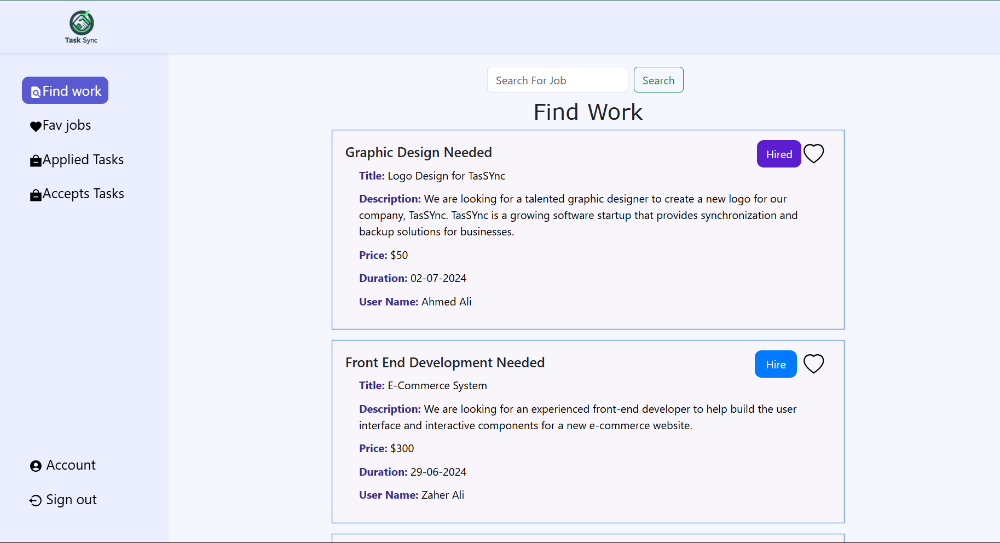 Task Sync
Find work
Fav jobs
Applied Tasks
Accepts Tasks
Account
Sign out
Search For Job
Search
Find Work
Graphic Design Needed
Hired
Title: Logo Design for TasSYnc
Description: We are looking for a talented graphic designer to create a new logo for our
company, TasSYnc. TasSYnc is a growing software startup that provides synchronization and
backup solutions for businesses.
Price: $50
Duration: 02-07-2024
User Name: Ahmed Ali
Front End Development Needed
Hire
Title: E-Commerce System
Description: We are looking for an experienced front-end developer to help build the user
interface and interactive components for a new e-commerce website.
Price: $300
Duration: 29-06-2024
User Name: Zaher Ali